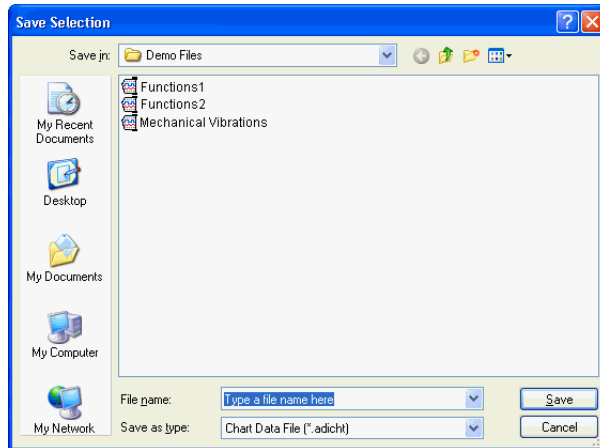 Save Selection
Save in: Demo Files
My Recent
Documents
Desktop
My Documents
My Computer
My Network
Functions1
Functions2
Mechanical Vibrations
File name: Type a file name here
Save
Save as type: Chart Data File (*.adicht)
Cancel